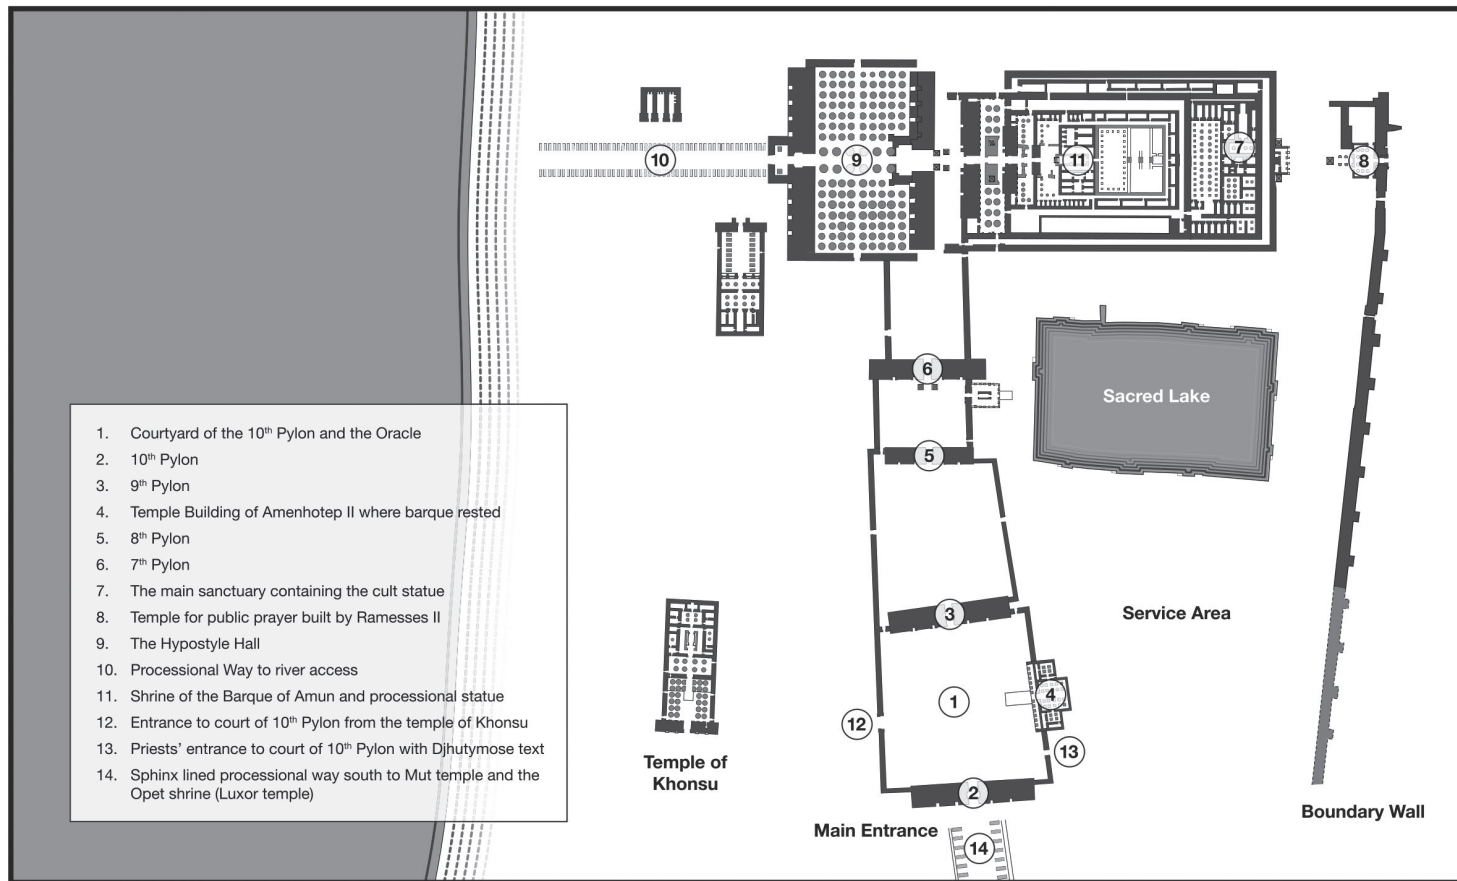 10
9
11
7
8
6
Sacred Lake
5
1. Courtyard of the 10th Pylon and the Oracle
2. 10th Pylon
3. 9th Pylon
4. Temple Building of Amenhotep II where barque rested
5. 8th Pylon
6. 7th Pylon
7. The main sanctuary containing the cult statue
8. Temple for public prayer built by Ramesses II
9. The Hypostyle Hall
10. Processional Way to river access
11. Shrine of the Barque of Amun and processional statue
12. Entrance to court of 10th Pylon from the temple of Khonsu
13. Priests' entrance to court of 10th Pylon with Djhutymose text
14. Sphinx lined processional way south to Mut temple and the
Opet shrine (Luxor temple)
3
Service Area
4
1
12
13
Temple of
Khonsu
2
Boundary Wall
Main Entrance
14